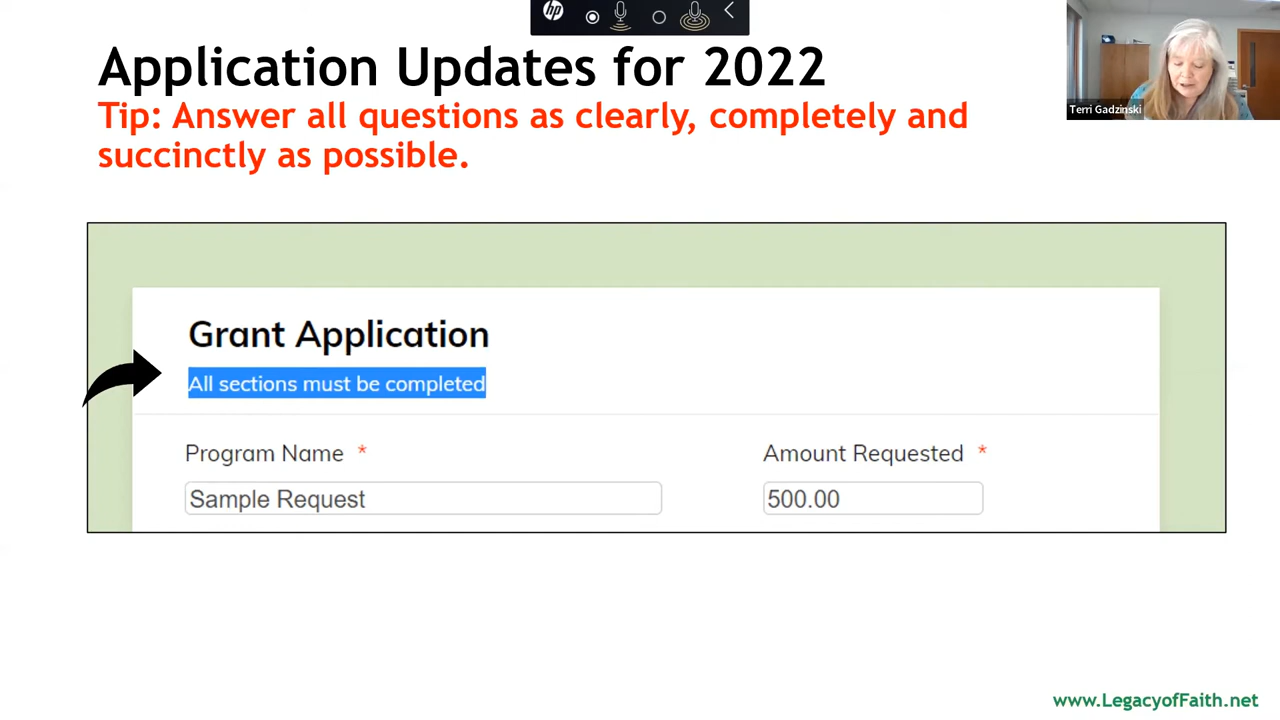 hp
Application Updates for 2022
Tip: Answer all questions as clearly, completely and
succinctly as possible.
Terri Gadzinski
Grant Application
All sections must be completed
Program Name *
Amount Requested *
Sample Request
500.00
www.LegacyofFaith.net